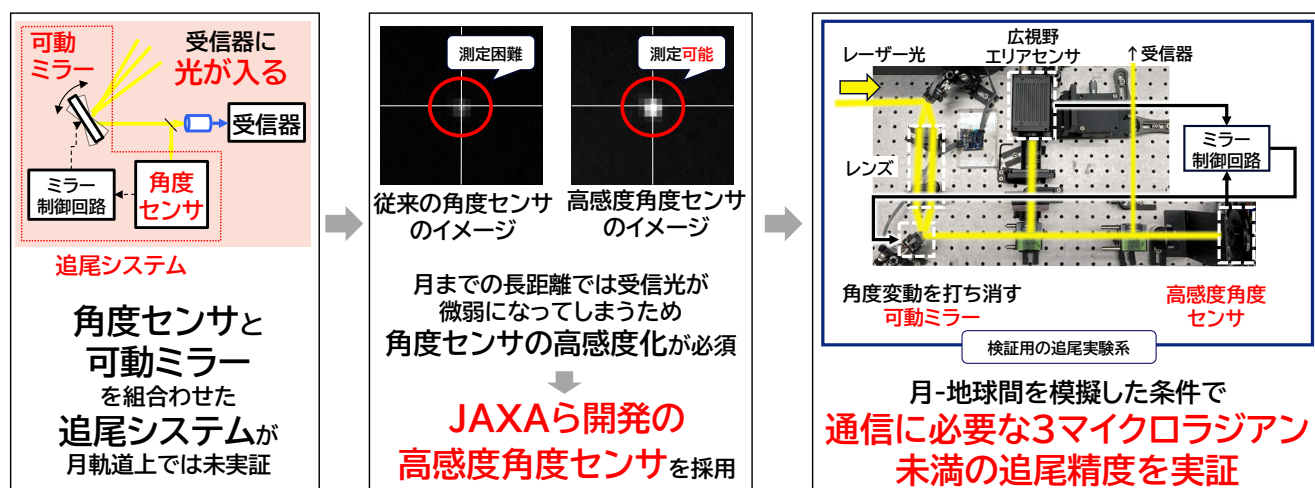 可動
ミラー
受信器に
光が入る
受信器
ミラー
制御回路
角度
センサ
追尾システム
角度センサと
可動ミラー
を組合わせた
追尾システムが
月軌道上では未実証
測定困難
測定可能
従来の角度センサ
のイメージ
高感度角度センサ
のイメージ
月までの長距離では受信光が
微弱になってしまうため
角度センサの高感度化が必須
JAXAら開発の
高感度角度センサを採用
レーザー光
広視野
エリアセンサ
↑受信器
レンズ
ミラー
制御回路
角度変動を打ち消す
可動ミラー
高感度角度
センサ
検証用の追尾実験系
月-地球間を模擬した条件で
通信に必要な3マイクロラジアン
未満の追尾精度を実証